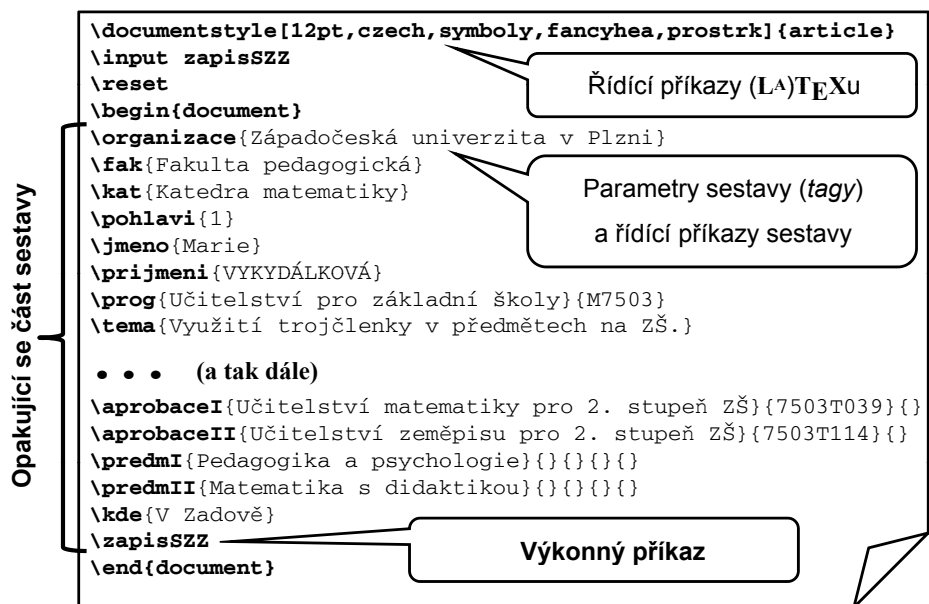 \documentstyle[12pt,czech,symboly,fancyhea,prostrk]{article}
\input zapisSZZ
\reset
\begin{document}
Řídící příkazy (LA)TEXu
\organizace{Západočeská univerzita v Plzni}
\fak{Fakulta pedagogická}
\kat{Katedra matematiky}
\pohlavi{1}
\jmeno{Marie}
\prijmeni{VYKYDÁLKOVÁ}
Parametry sestavy (tagy)
a řídící příkazy sestavy
\prog{Učitelství pro základní školy}{M7503}
\tema{Využití trojčlenky v předmětech na ZŠ.}
• • • (a tak dále)
\aprobaceI{Učitelství matematiky pro 2. stupeň ZŠ}{7503T039}{}
\aprobaceII{Učitelství zeměpisu pro 2. stupeň ZŠ}{7503T114}{}
\predmI{Pedagogika a psychologie}{}{}{}{}
\predmII{Matematika s didaktikou}{}{}{}{}
\kde{V Zadově}
\zapisSZZ
\end{document}
Výkonný příkaz
Opakující se část sestavy